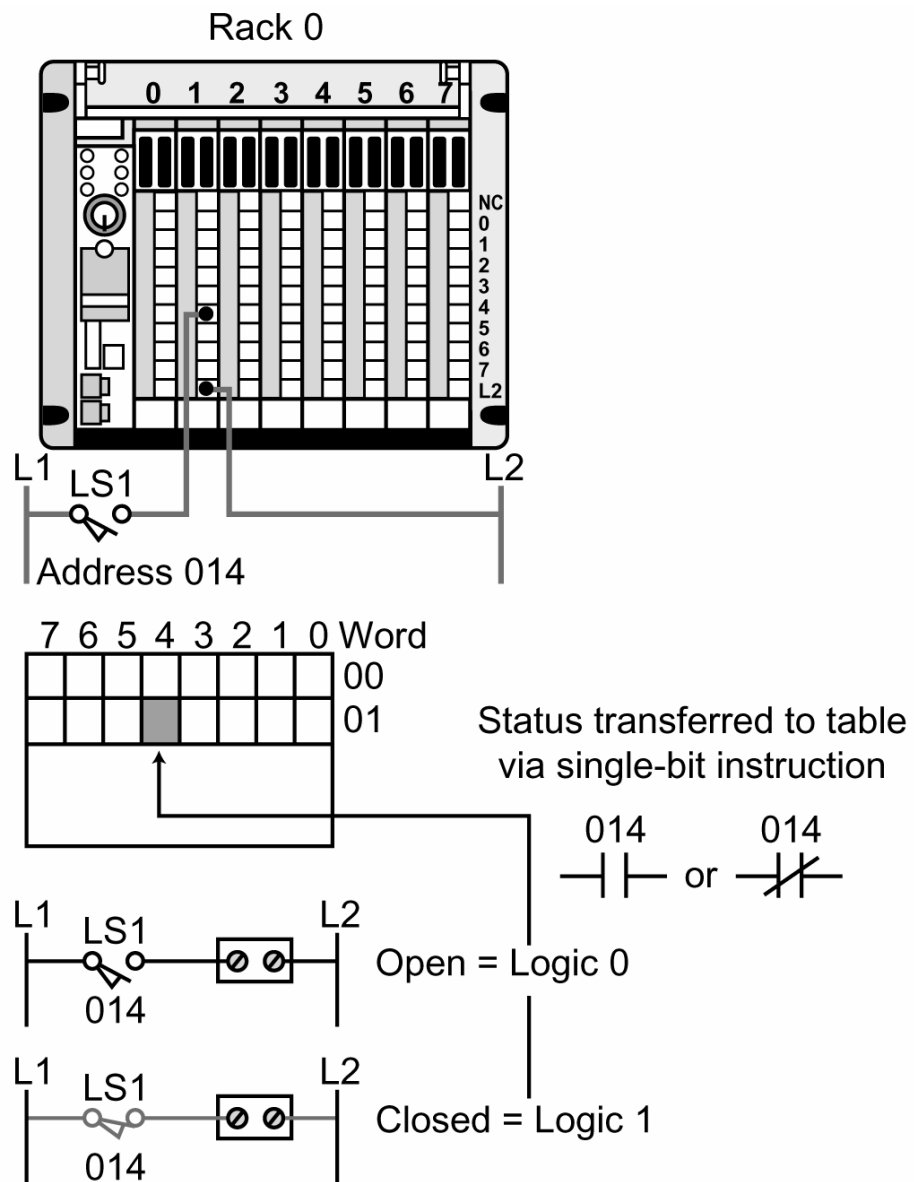 Rack 0
0 1 2 3 4 5 6 7
NC
0
1
2
3
4
5
6
7
L2
L1
L2
LS1
Address 014
7 6 5 4 3 2 1 0 Word
00
01
Status transferred to table
via single-bit instruction
014 014
or
L1 L2
LS1
Open = Logic 0
014
L1 L2
LS1
Closed = Logic 1
014